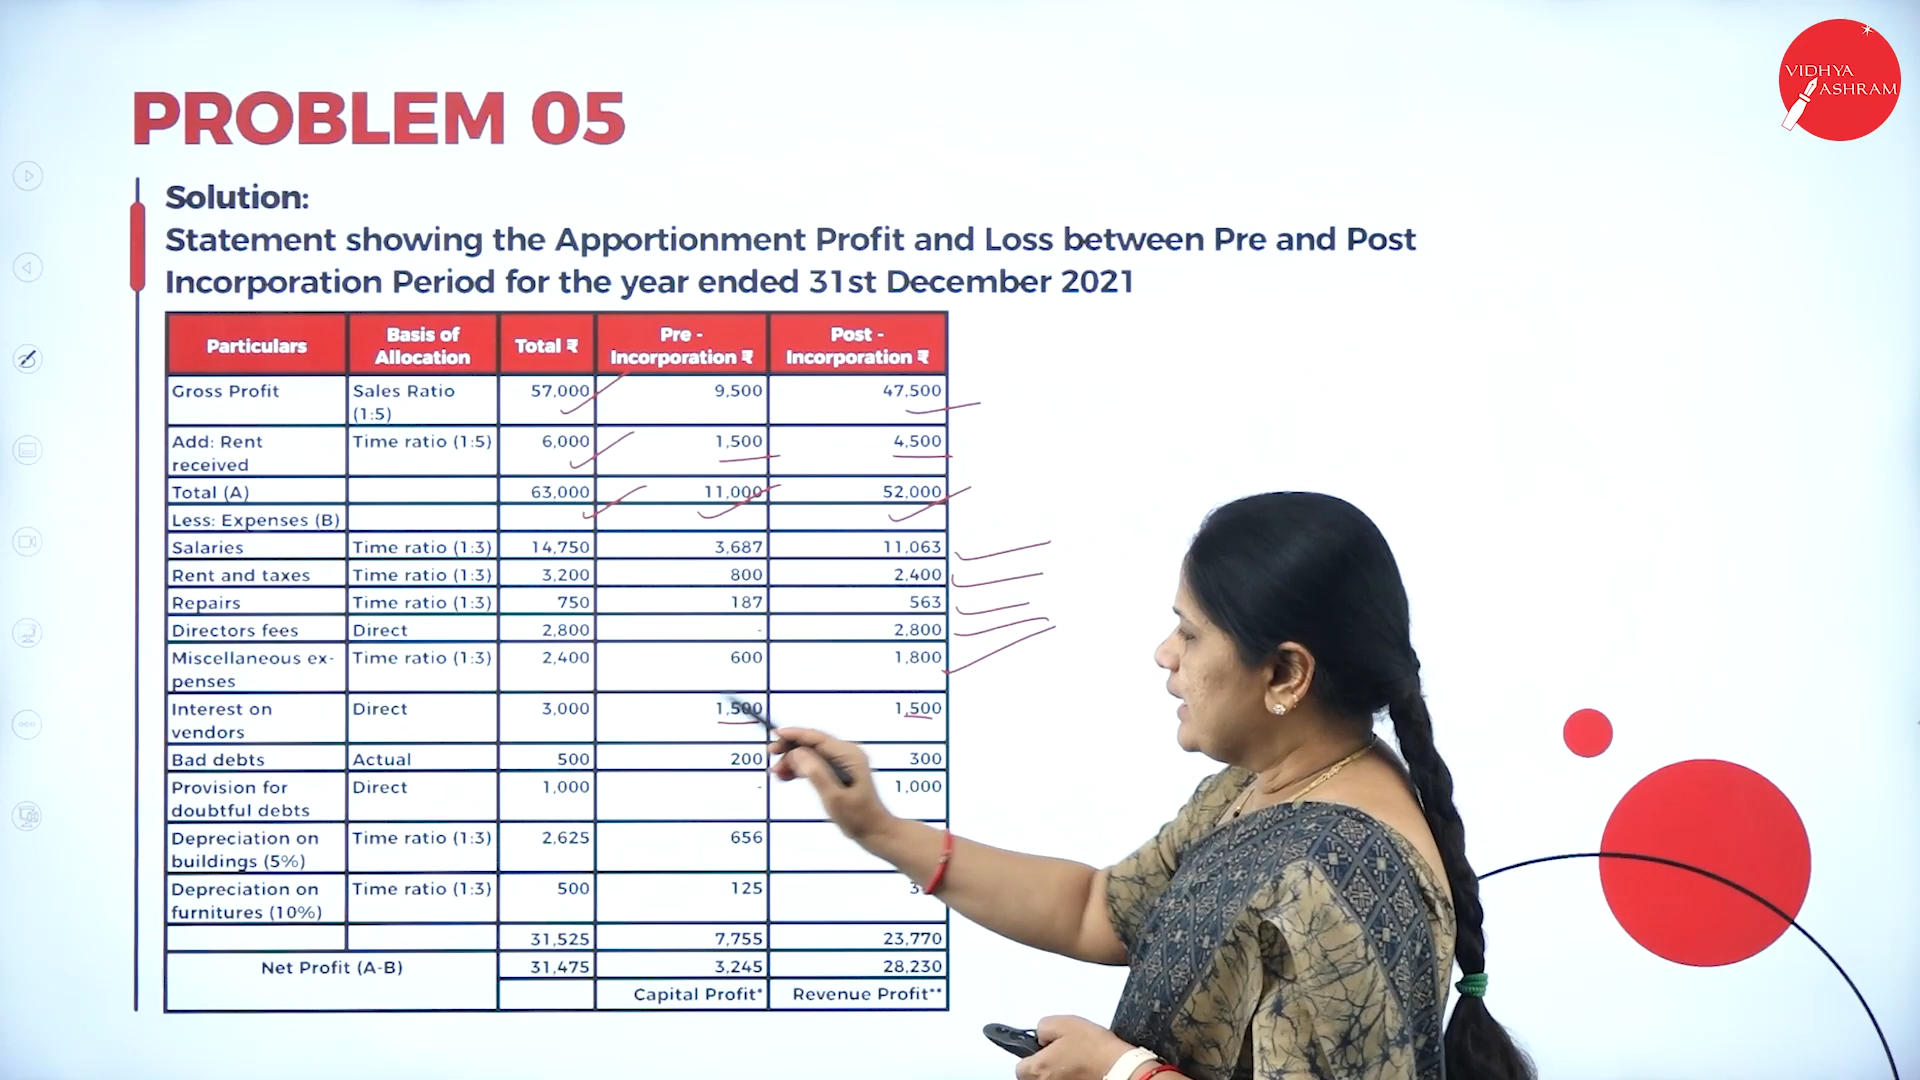 VIDHYA
ASHRAM
PROBLEM 05
Solution:
Statement showing the Apportionment Profit and Loss between Pre and Post
Incorporation Period for the year ended 31st December 2021
Particulars Basis of Allocation Total ₹ Pre - Incorporation ₹ Post - Incorporation ₹
Gross Profit Sales Ratio (1:5) 57,000 9,500 47,500
Add: Rent received Time ratio (1:5) 6,000 1,500 4,500
Total (A) 63,000 11,000 52,000
Less: Expenses (B)
Salaries Time ratio (1:3) 14,750 3,687 11,063
Rent and taxes Time ratio (1:3) 3,200 800 2,400
Repairs Time ratio (1:3) 750 187 563
Directors fees Direct 2,800 - 2,800
Miscellaneous ex-penses Time ratio (1:3) 2,400 600 1,800
Interest on vendors Direct 3,000 1,500 1,500
Bad debts Actual 500 200 300
Provision for doubtful debts Direct 1,000 - 1,000
Depreciation on buildings (5%) Time ratio (1:3) 2,625 656
Depreciation on furnitures (10%) Time ratio (1:3) 500 125
31,525 7,755 23,770
Net Profit (A-B) 31,475 3,245 28,230
Capital Profit* Revenue Profit**